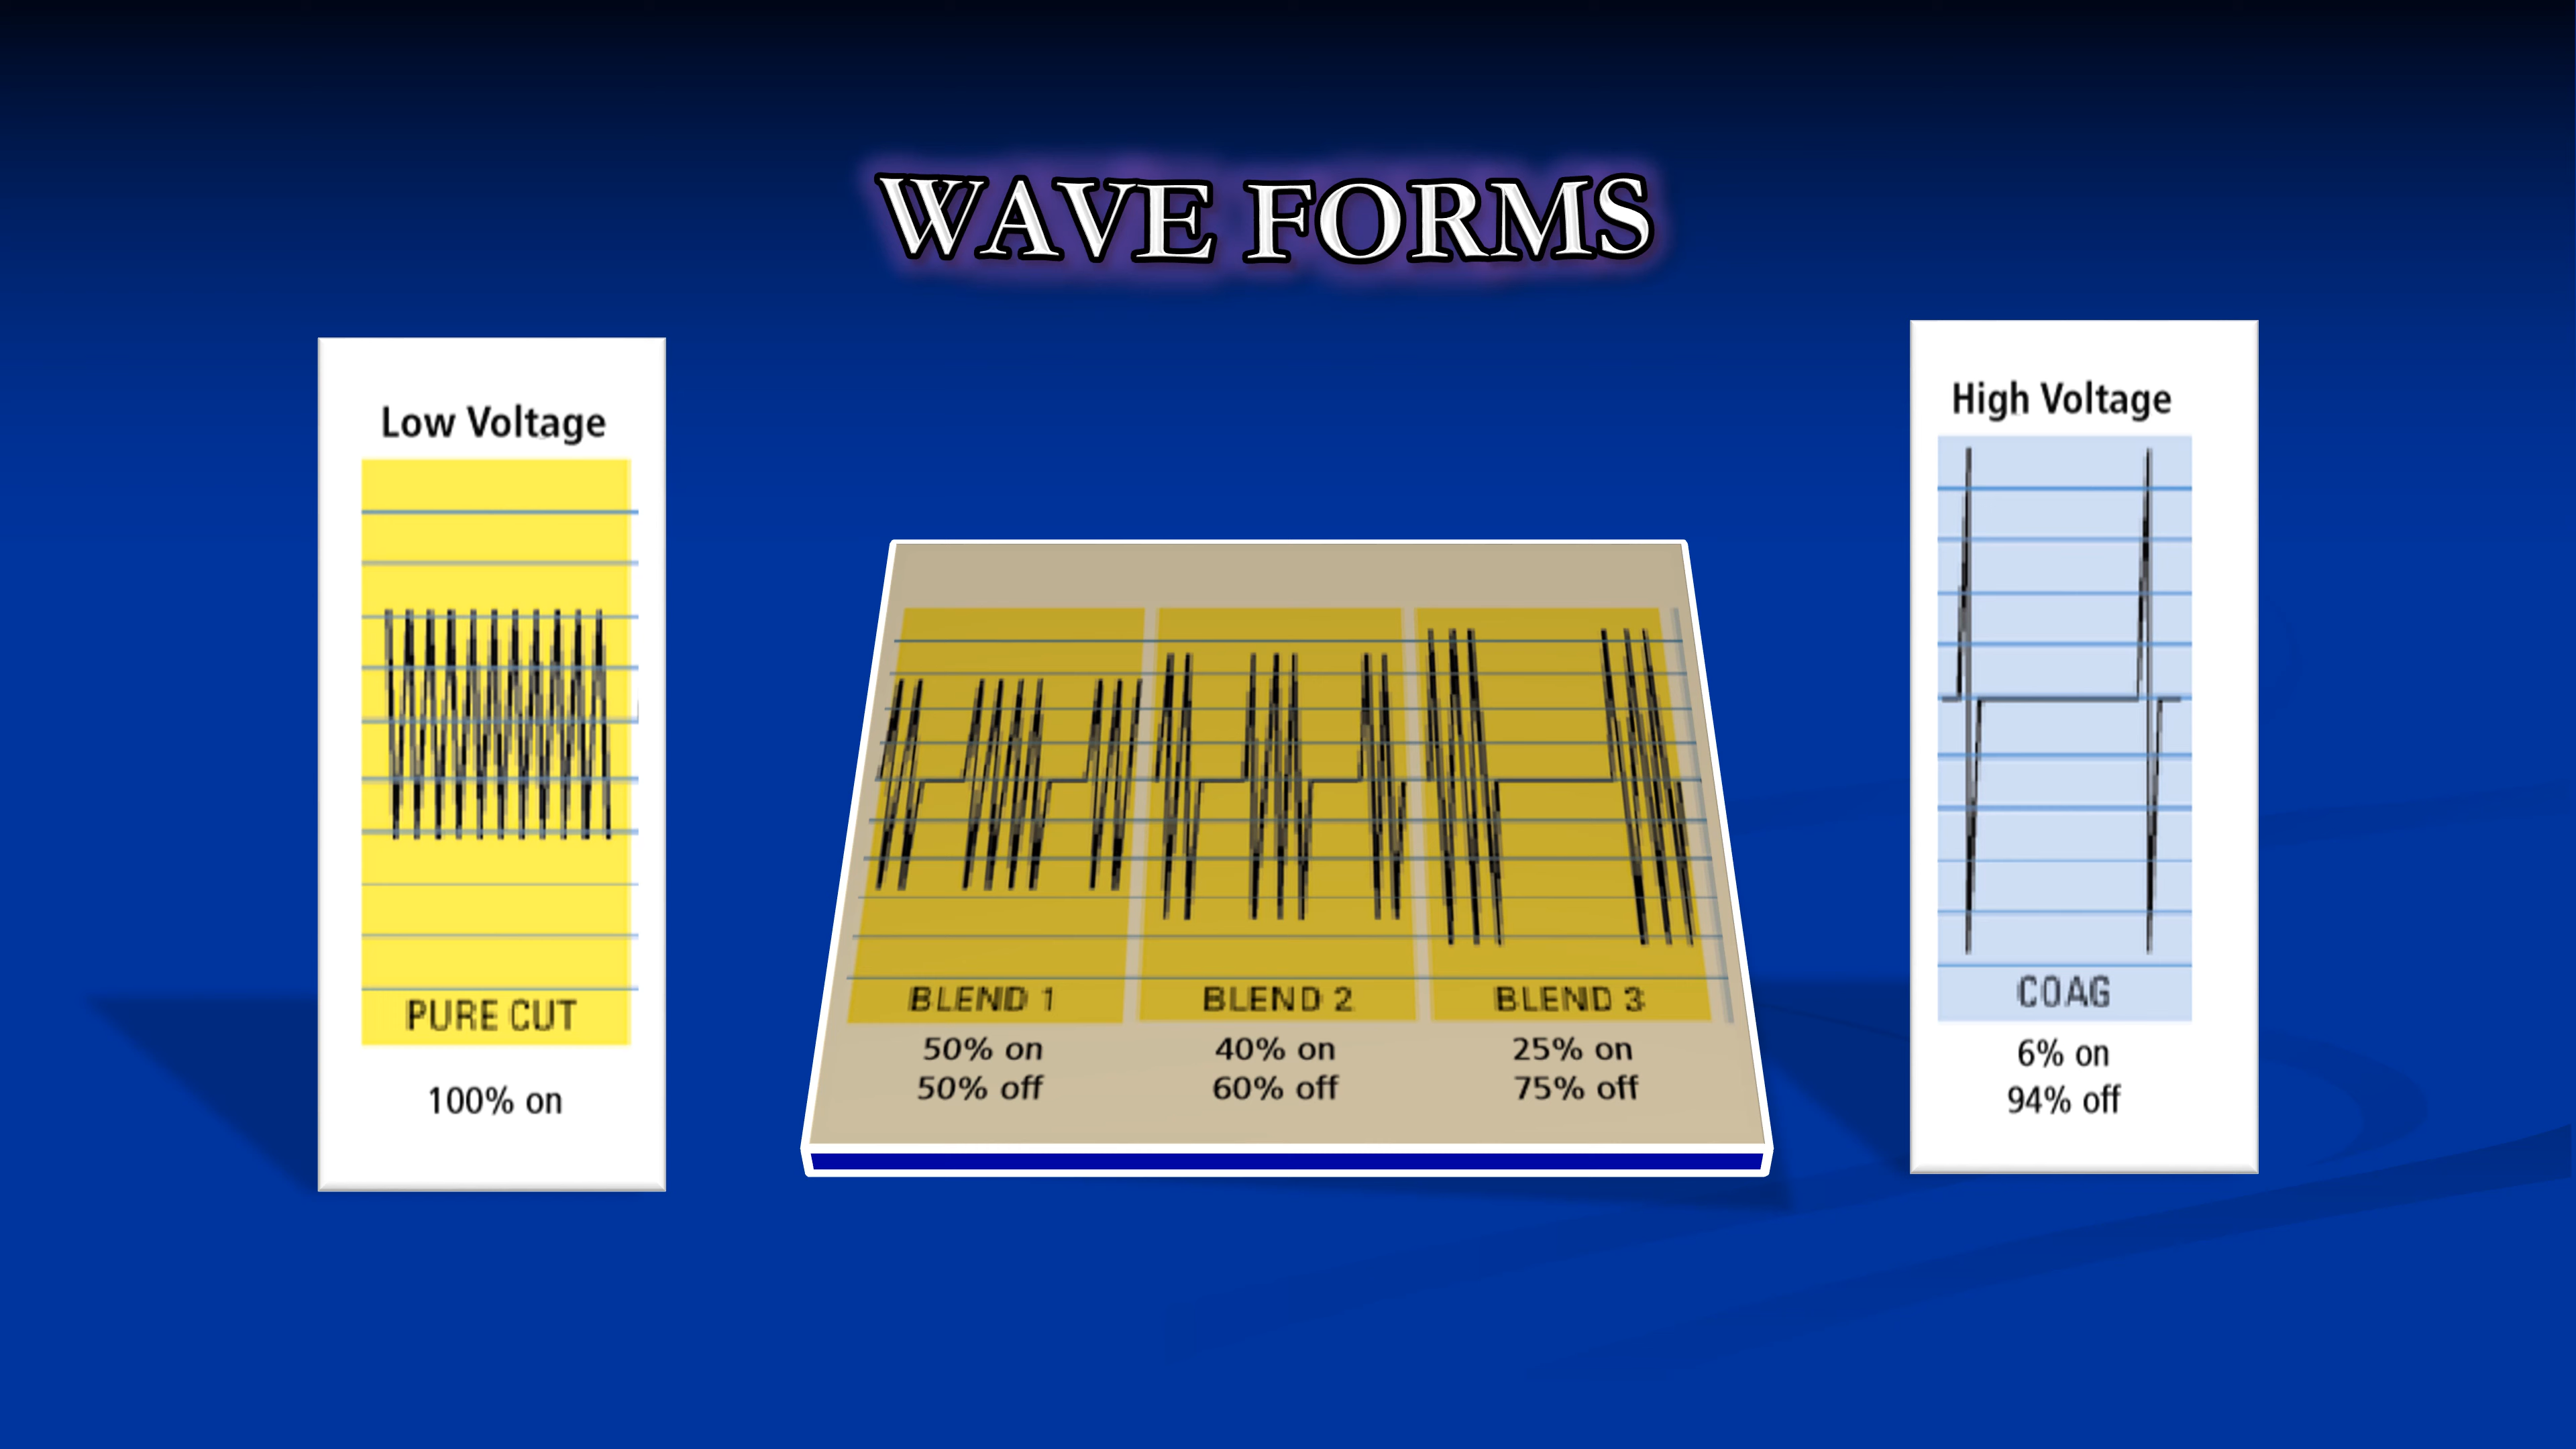 WAVE FORMS
Low Voltage
PURE CUT
100% on
BLEND 1
50% on
50% off
BLEND 2
40% on
60% off
BLEND 3
25% on
75% off
High Voltage
COAG
6% on
94% off